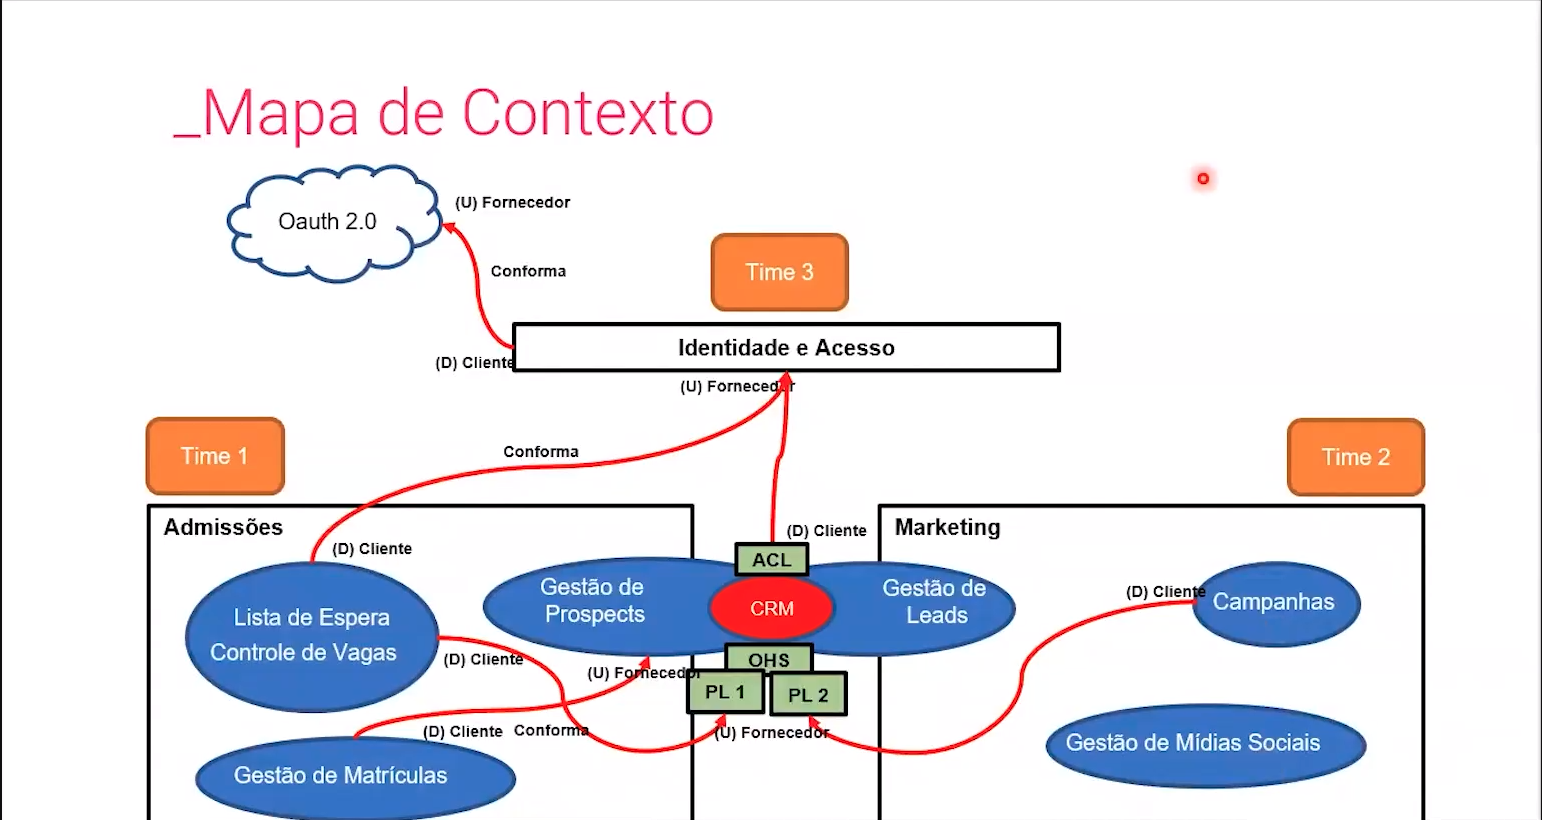 _Mapa de Contexto
Oauth 2.0
(U) Fornecedor
Conforma
(D) Cliente
Time 3
Identidade e Acesso
(U) Fornecedor
Conforma
Time 1
Time 2
Admissões
(D) Cliente
Lista de Espera
Controle de Vagas
(D) Cliente
Gestão de
Prospects
(U) Fornecedor
(D) Cliente
ACL
CRM
OHS
PL 1
PL 2
(U) Fornecedor
(D) Cliente
Conforma
Gestão de Matrículas
Marketing
Gestão de
Leads
(D) Cliente
Campanhas
Gestão de Mídias Sociais